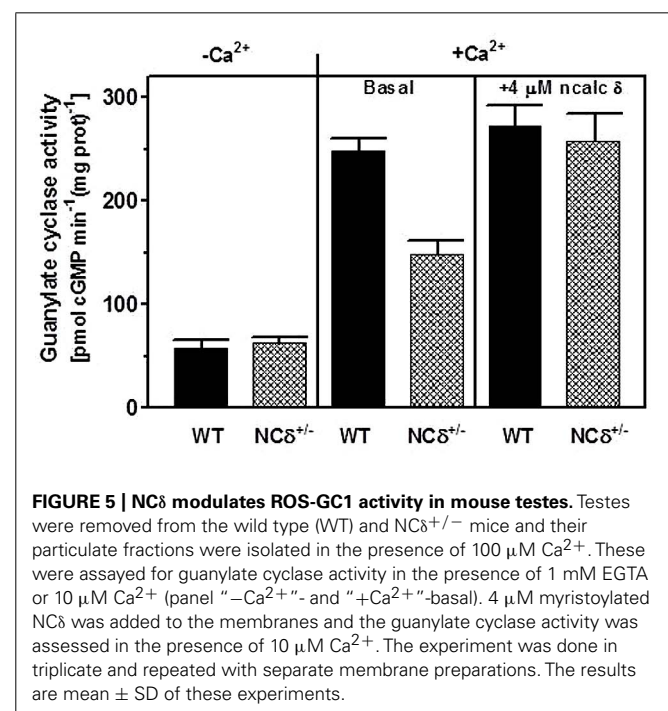 -Ca²⁺ +Ca²⁺
Basal +4 μM ncalc δ
Guanylate cyclase activity
[pmol cGMP min⁻¹(mg prot)⁻¹]
300
200
100
0
WT NCδ⁺/⁻ WT NCδ⁺/⁻ WT NCδ⁺/⁻
FIGURE 5 | NCδ modulates ROS-GC1 activity in mouse testes. Testes
were removed from the wild type (WT) and NCδ⁺/⁻ mice and their
particulate fractions were isolated in the presence of 100 μM Ca²⁺. These
were assayed for guanylate cyclase activity in the presence of 1 mM EGTA
or 10 μM Ca²⁺ (panel “−Ca²⁺”- and “+Ca²⁺”-basal). 4 μM myristoylated
NCδ was added to the membranes and the guanylate cyclase activity was
assessed in the presence of 10 μM Ca²⁺. The experiment was done in
triplicate and repeated with separate membrane preparations. The results
are mean ± SD of these experiments.